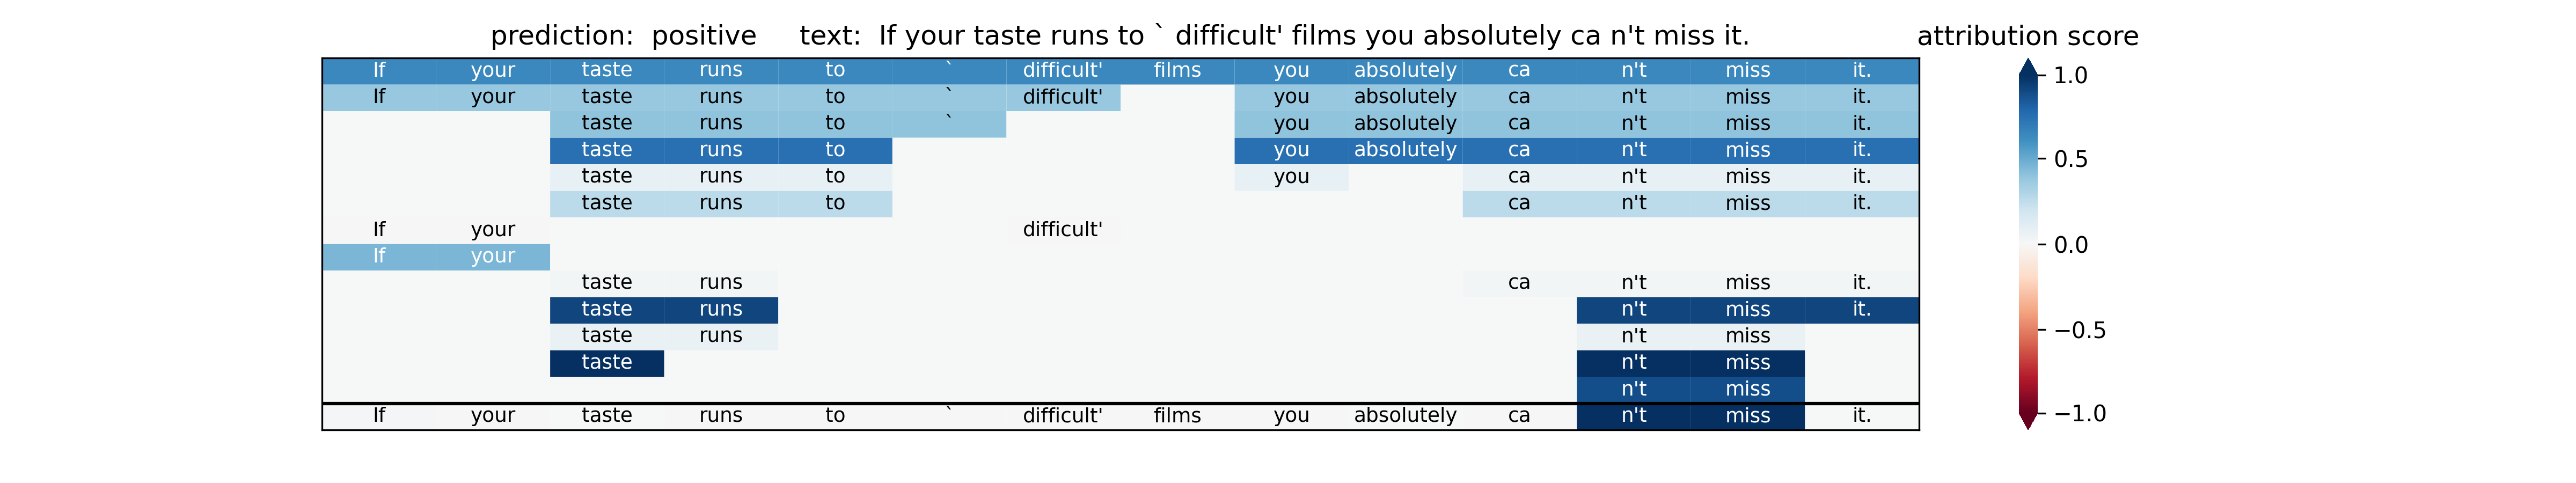 prediction: positive text: If your taste runs to ` difficult' films you absolutely ca n't miss it. attribution score
If your taste runs to ` difficult' films you absolutely ca n't miss it.
If your taste runs to ` difficult' you absolutely ca n't miss it.
taste runs to ` you absolutely ca n't miss it.
taste runs to you absolutely ca n't miss it.
taste runs to you ca n't miss it.
taste runs to ca n't miss it.
If your difficult'
If your
taste runs ca n't miss it.
taste runs n't miss it.
taste runs n't miss
taste n't miss
n't miss
If your taste runs to ` difficult' films you absolutely ca n't miss it.
1.0
0.5
0.0
−0.5
−1.0